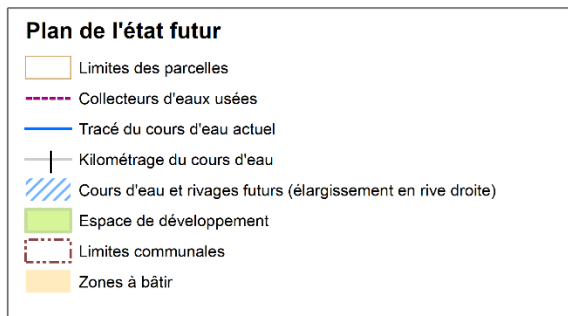 Plan de l'état futur
Limites des parcelles
Collecteurs d'eaux usées
Tracé du cours d'eau actuel
Kilométrage du cours d'eau
Cours d'eau et rivages futurs (élargissement en rive droite)
Espace de développement
Limites communales
Zones à bâtir